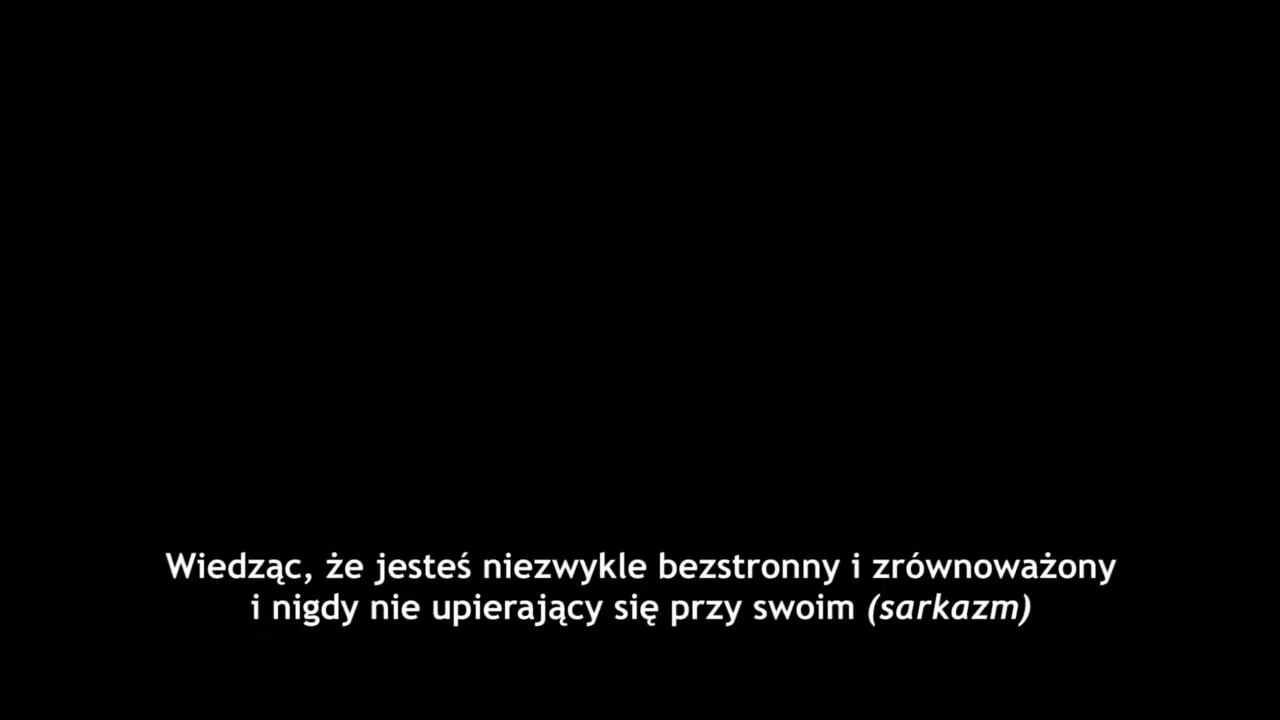 Wiedząc, że jesteś niezwykle bezstronny i zrównoważony
i nigdy nie upierający się przy swoim (sarkazm)